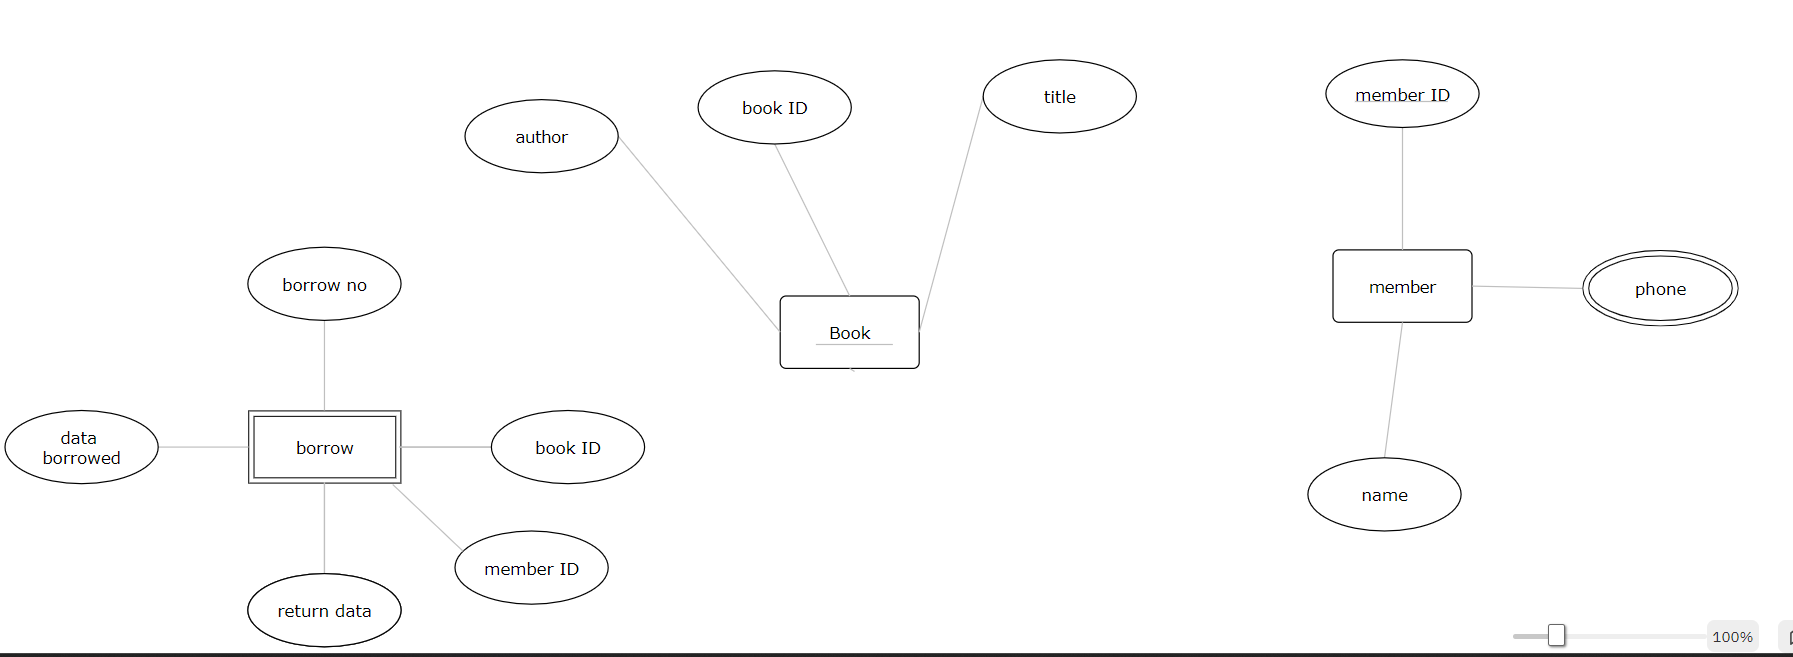 title
member ID
book ID
author
borrow no
member
phone
Book
data
borrowed
borrow
book ID
name
member ID
return data
100%